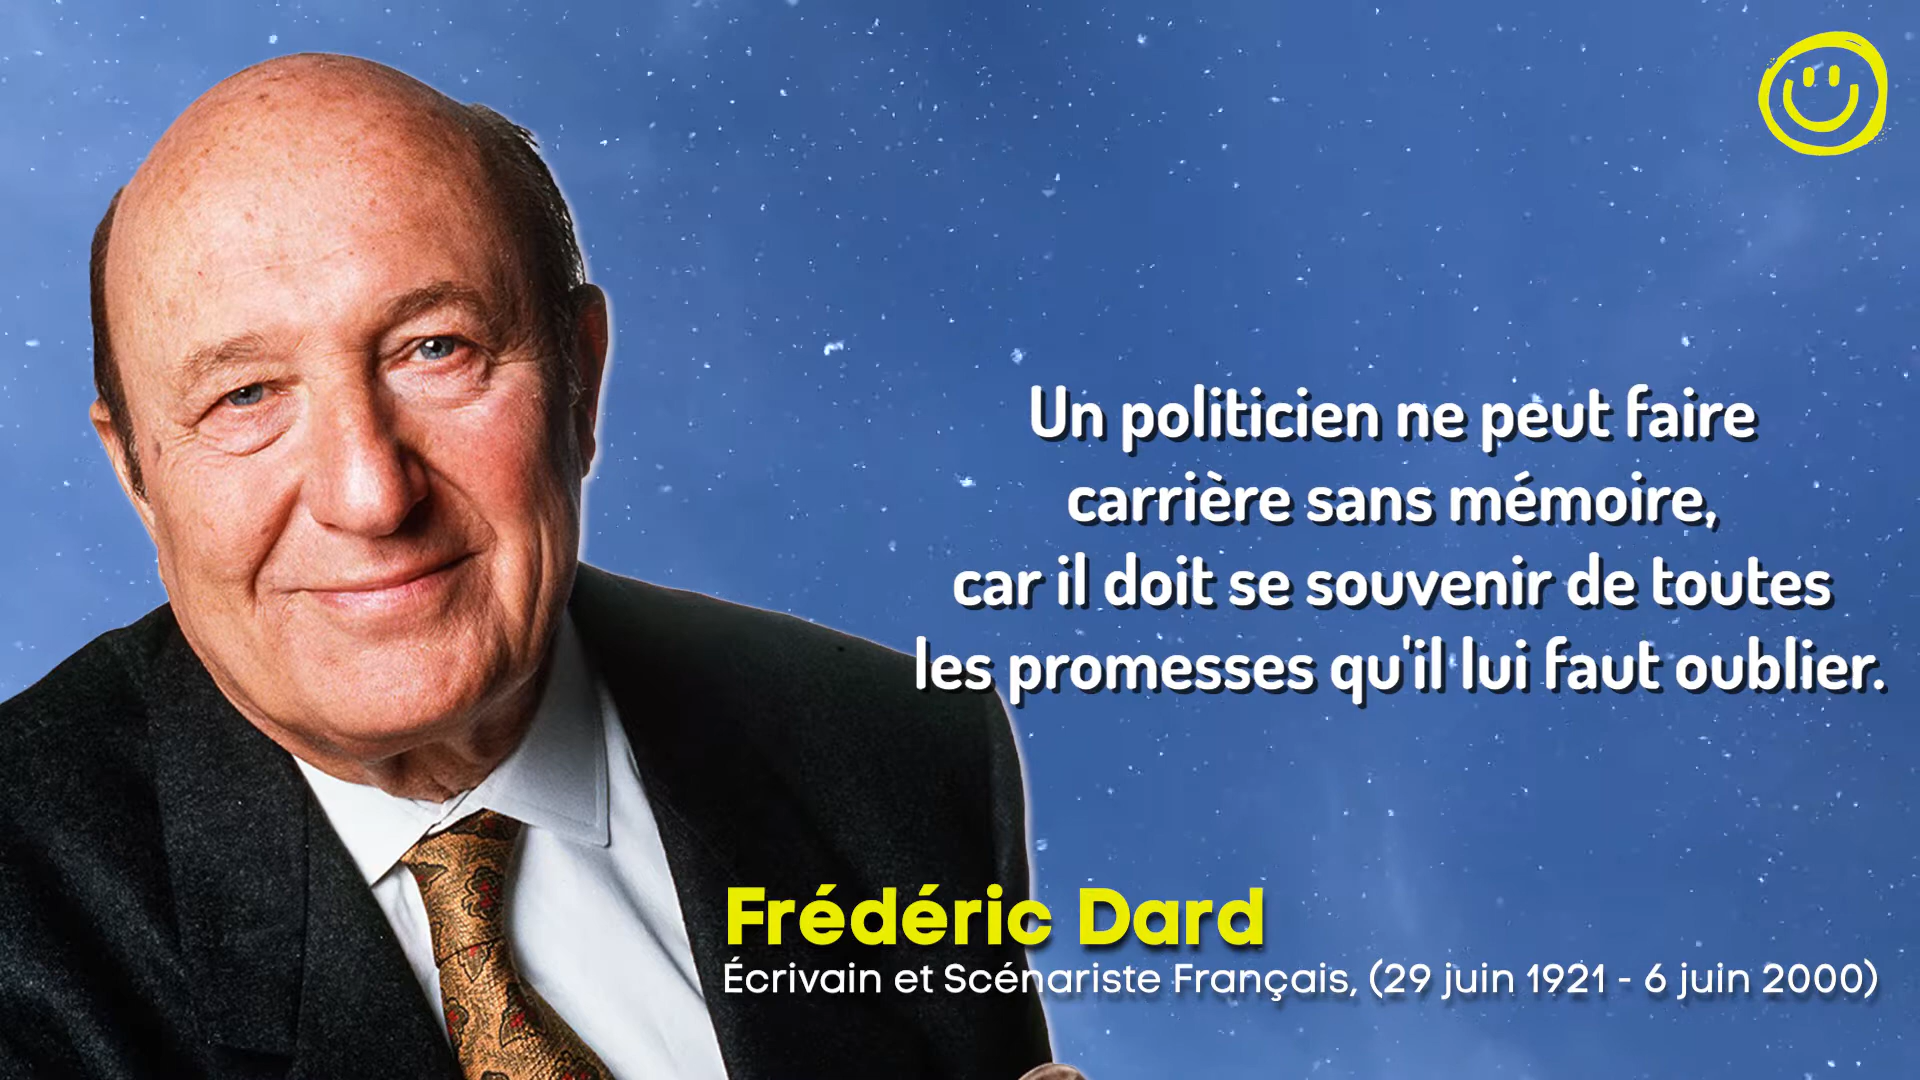 Un politicien ne peut faire
carrière sans mémoire,
car il doit se souvenir de toutes
les promesses qu'il lui faut oublier.
Frédéric Dard
Écrivain et Scénariste Français, (29 juin 1921 - 6 juin 2000)